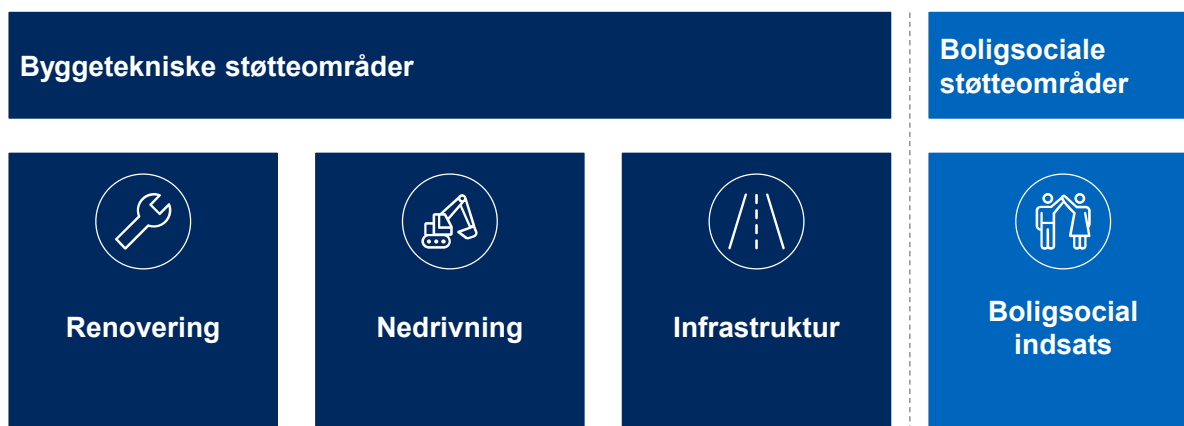 Byggetekniske støtteområder
Boligsociale
støtteområder
Renovering
Nedrivning
Infrastruktur
Boligsocial
indsats